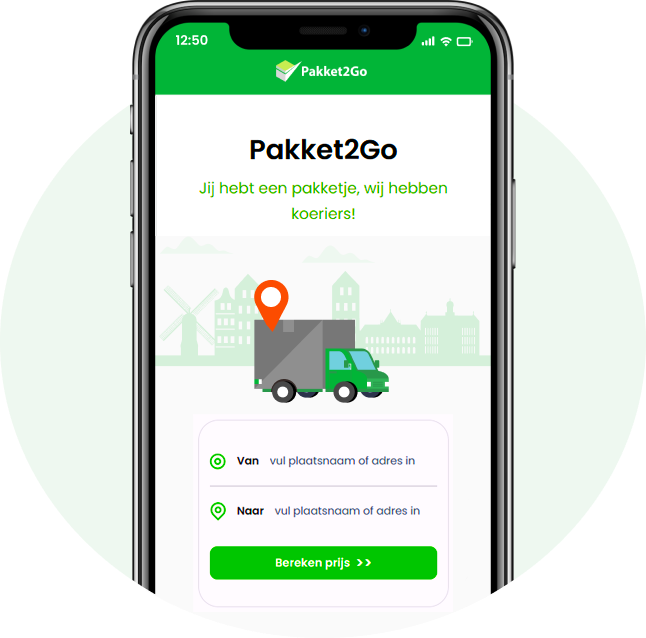 12:50
Pakket2Go
Pakket2Go
Jij hebt een pakketje, wij hebben
koeriers!
Van vul plaatsnaam of adres in
Naar vul plaatsnaam of adres in
Bereken prijs >>